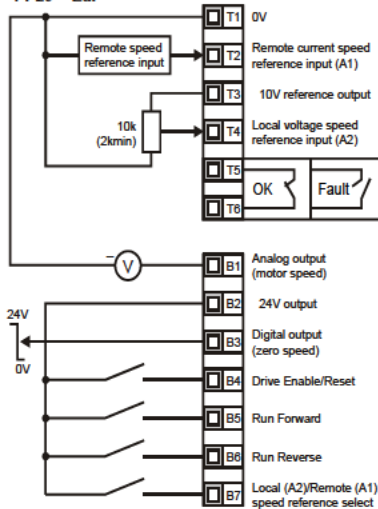 T1 0V
Remote speed
reference input
T2 Remote current speed
reference input (A1)
T3 10V reference output
10k
(2kmin)
T4 Local voltage speed
reference input (A2)
T5
OK Fault
T6
– V
B1 Analog output
(motor speed)
B2 24V output
24V
0V
B3 Digital output
(zero speed)
B4 Drive Enable/Reset
B5 Run Forward
B6 Run Reverse
B7 Local (A2)/Remote (A1)
speed reference select